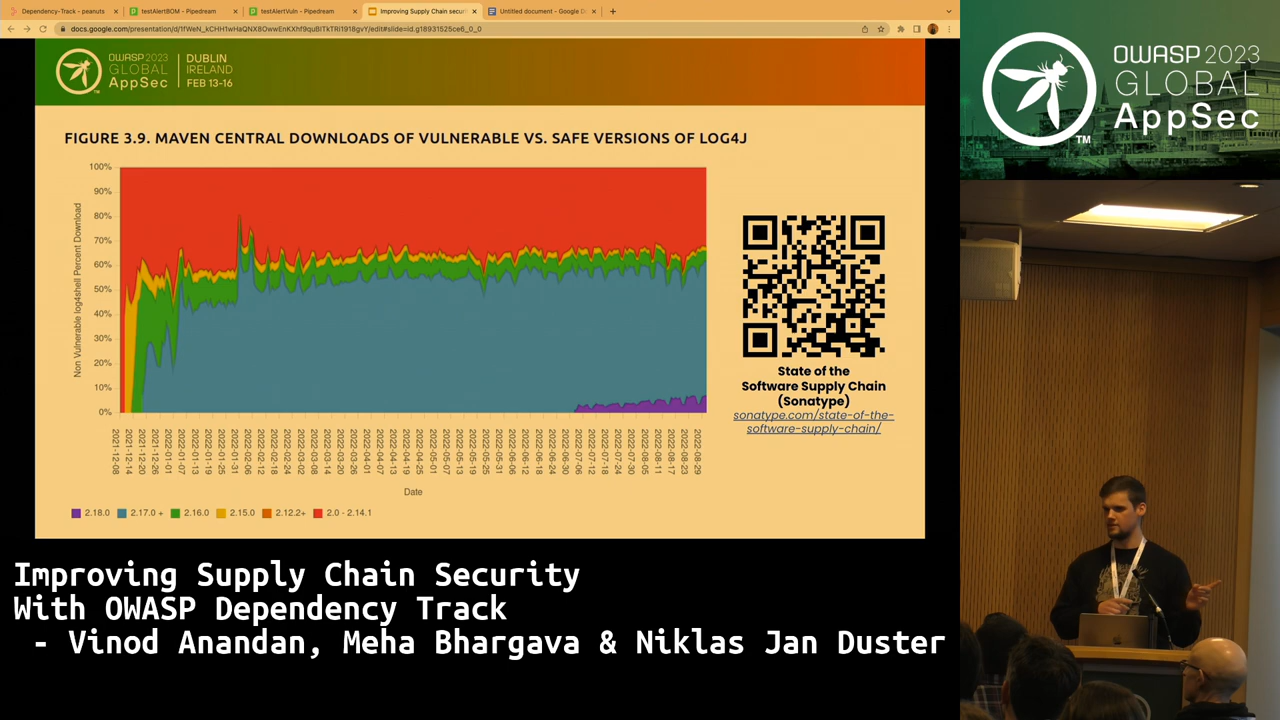 Dependency-Track - peanuts
testAlertBOM - Pipedream
testAlertVuln - Pipedream
Improving Supply Chain securi
Untitled document - Google D
OWASP 2023
GLOBAL
AppSec
TM
DUBLIN
IRELAND
FEB 13-16
FIGURE 3.9. MAVEN CENTRAL DOWNLOADS OF VULNERABLE VS. SAFE VERSIONS OF LOG4J
Non Vulnerable log4shell Percent Download
100%
90%
80%
70%
60%
50%
40%
30%
20%
10%
0%
2021-12-08
2021-12-14
2021-12-20
2021-12-26
2022-01-01
2022-01-07
2022-01-13
2022-01-19
2022-01-25
2022-01-31
2022-02-06
2022-02-12
2022-02-18
2022-02-24
2022-03-02
2022-03-08
2022-03-14
2022-03-20
2022-03-26
2022-04-01
2022-04-07
2022-04-13
2022-04-19
2022-04-25
2022-05-01
2022-05-07
2022-05-13
2022-05-19
2022-05-25
2022-05-31
2022-06-06
2022-06-12
2022-06-18
2022-06-24
2022-06-30
2022-07-06
2022-07-12
2022-07-18
2022-07-24
2022-07-30
2022-08-05
2022-08-11
2022-08-17
2022-08-23
2022-08-29
Date
2.18.0
2.17.0 +
2.16.0
2.15.0
2.12.2+
2.0 - 2.14.1
State of the
Software Supply Chain
(Sonatype)
sonatype.com/state-of-the-
software-supply-chain/
OWASP 2023
GLOBAL
AppSec
TM
Improving Supply Chain Security
With OWASP Dependency Track
- Vinod Anandan, Meha Bhargava & Niklas Jan Duster